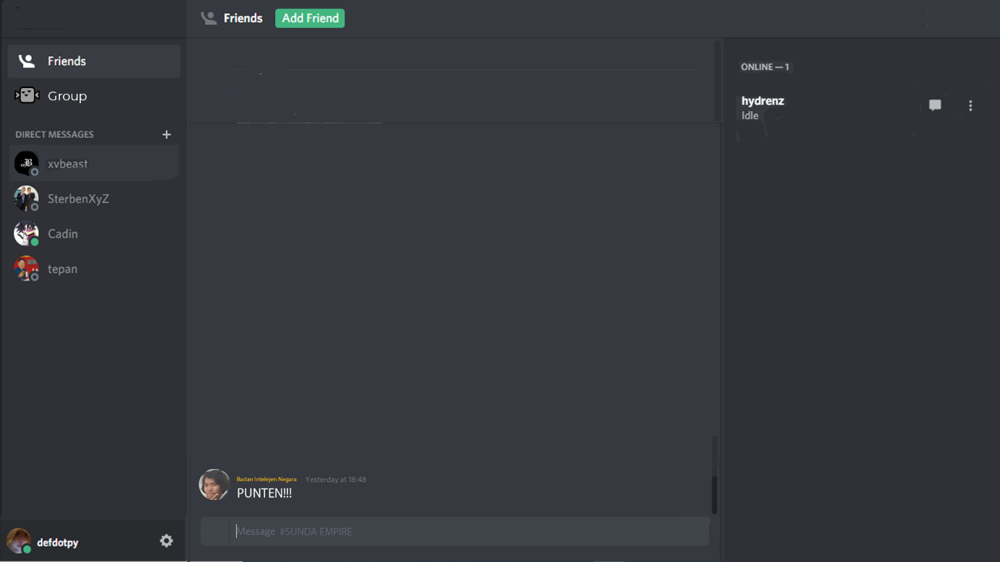 Friends
Add Friend
Friends
Group
DIRECT MESSAGES
xvbeast
SterbenXyZ
Cadin
tepan
defdotpy
Badan Intelejen Negara Yesterday at 18:48
PUNTEN!!!
Message #SUNDA EMPIRE
ONLINE — 1
hydrenz
Idle